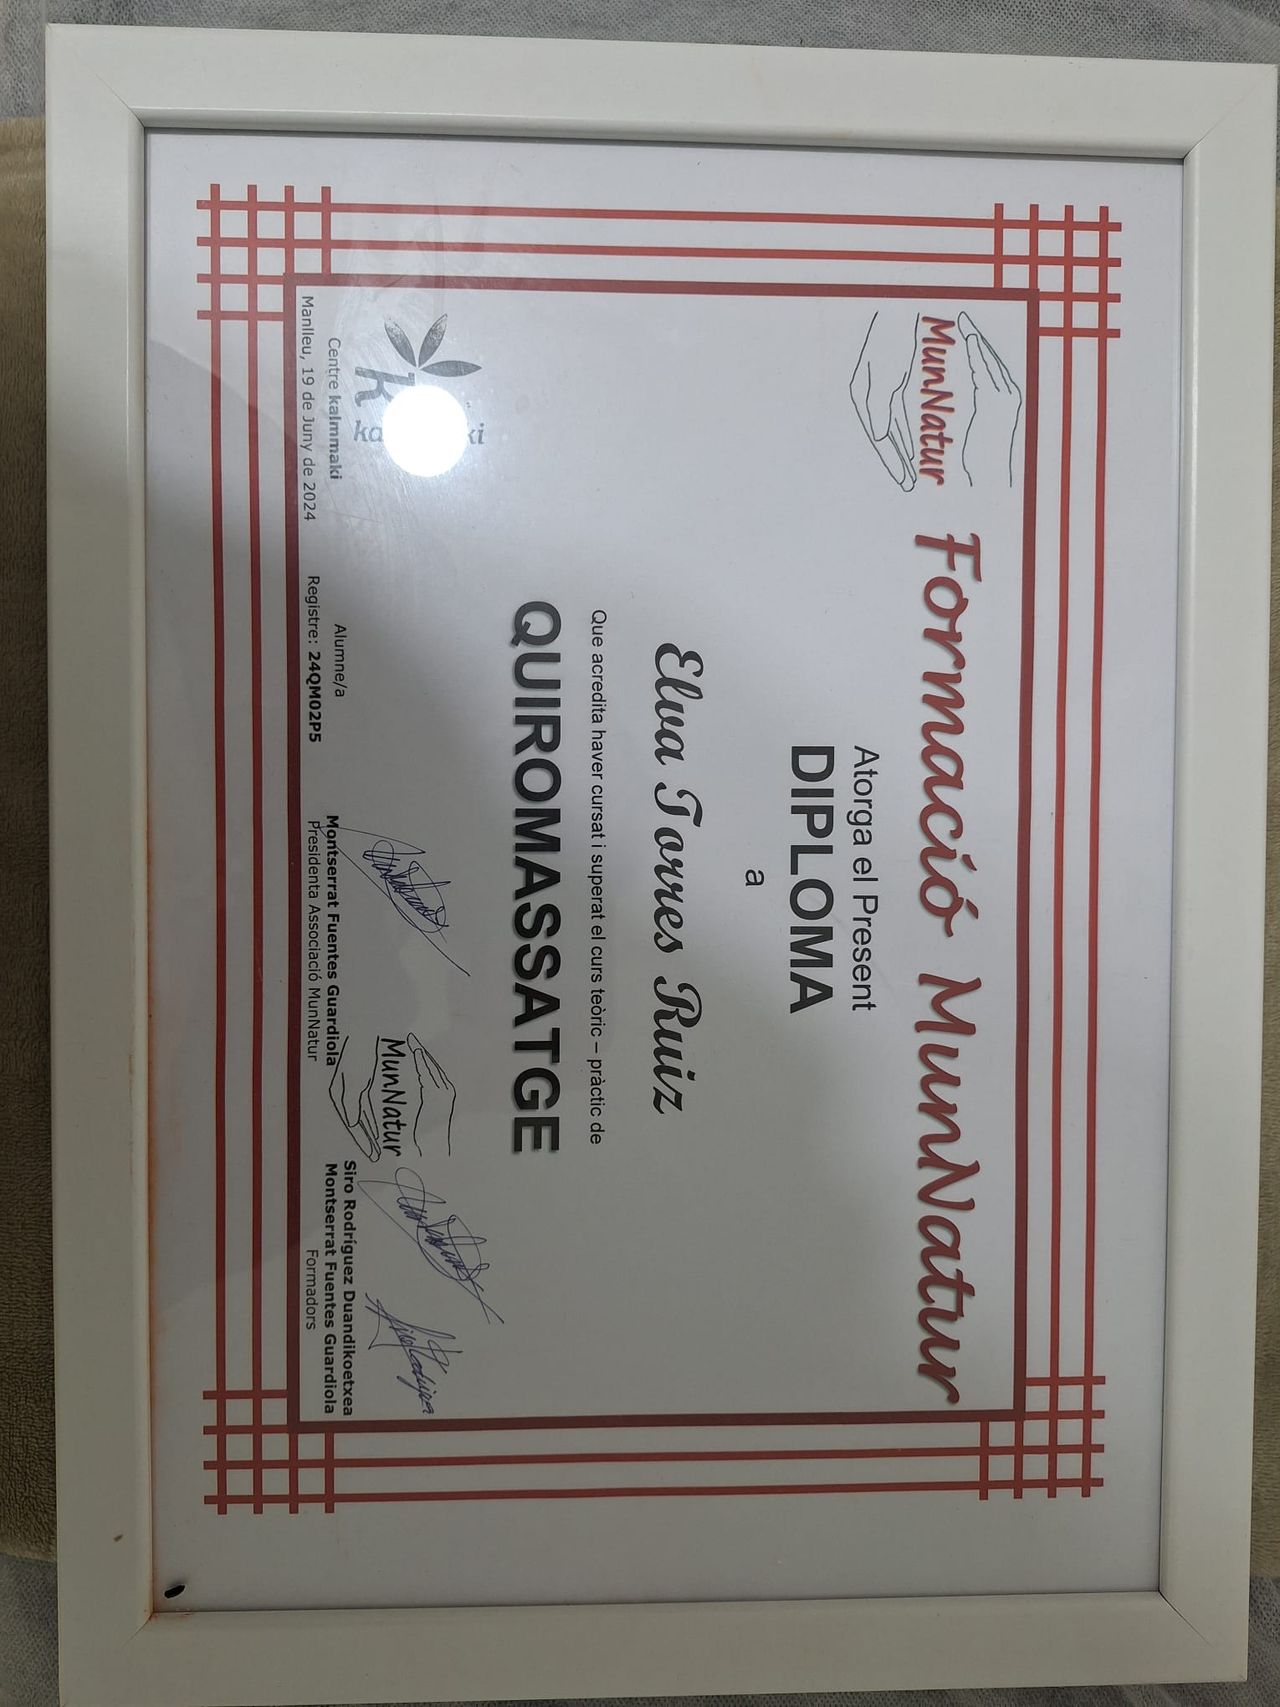 MunNatur
Formació MunNatur
Atorga el Present
DIPLOMA
a
Elva Torres Ruiz
Que acredita haver cursat i superat el curs teòric – pràctic de
QUIROMASSATGE
MunNatur
Centre kalmmaki
Manlleu, 19 de Juny de 2024
Alumne/a
Registre: 24QM02P5
Montserrat Fuentes Guardiola
Presidenta Associació MunNatur
Siro Rodríguez Duandikoetxea
Montserrat Fuentes Guardiola
Formadors